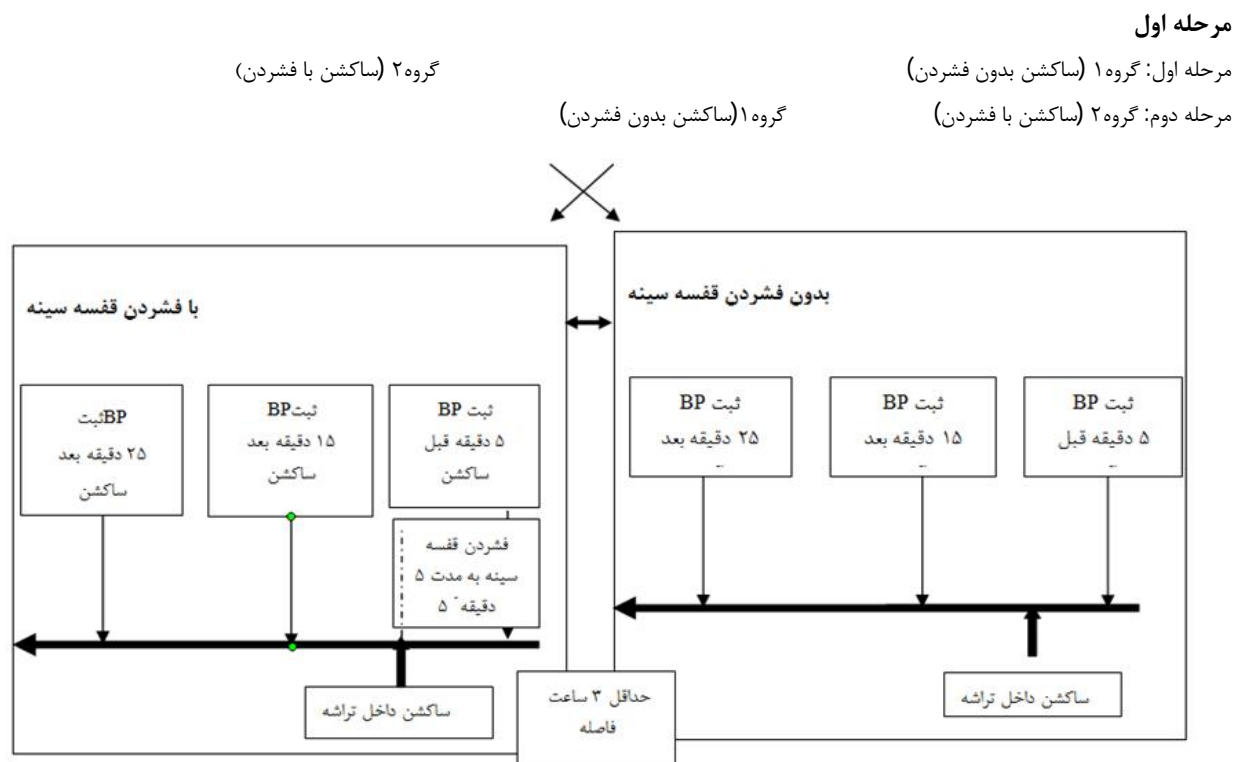 مرحله اول
مرحله اول: گروه۱ (ساکشن بدون فشردن) گروه۲ (ساکشن با فشردن)
مرحله دوم: گروه۲ (ساکشن با فشردن) گروه۱(ساکشن بدون فشردن)
بدون فشردن قفسه سینه
ثبت BP
۵ دقیقه قبل
ثبت BP
۱۵ دقیقه بعد
ثبت BP
۲۵ دقیقه بعد
ساکشن داخل تراشه
حداقل ۳ ساعت
فاصله
با فشردن قفسه سینه
ثبت BP
۵ دقیقه قبل
ساکشن
ثبتBP
۱۵ دقیقه بعد
ساکشن
BPثبت
۲۵ دقیقه بعد
ساکشن
فشردن قفسه
سینه به مدت ۵
دقیقه َ ۵
ساکشن داخل تراشه